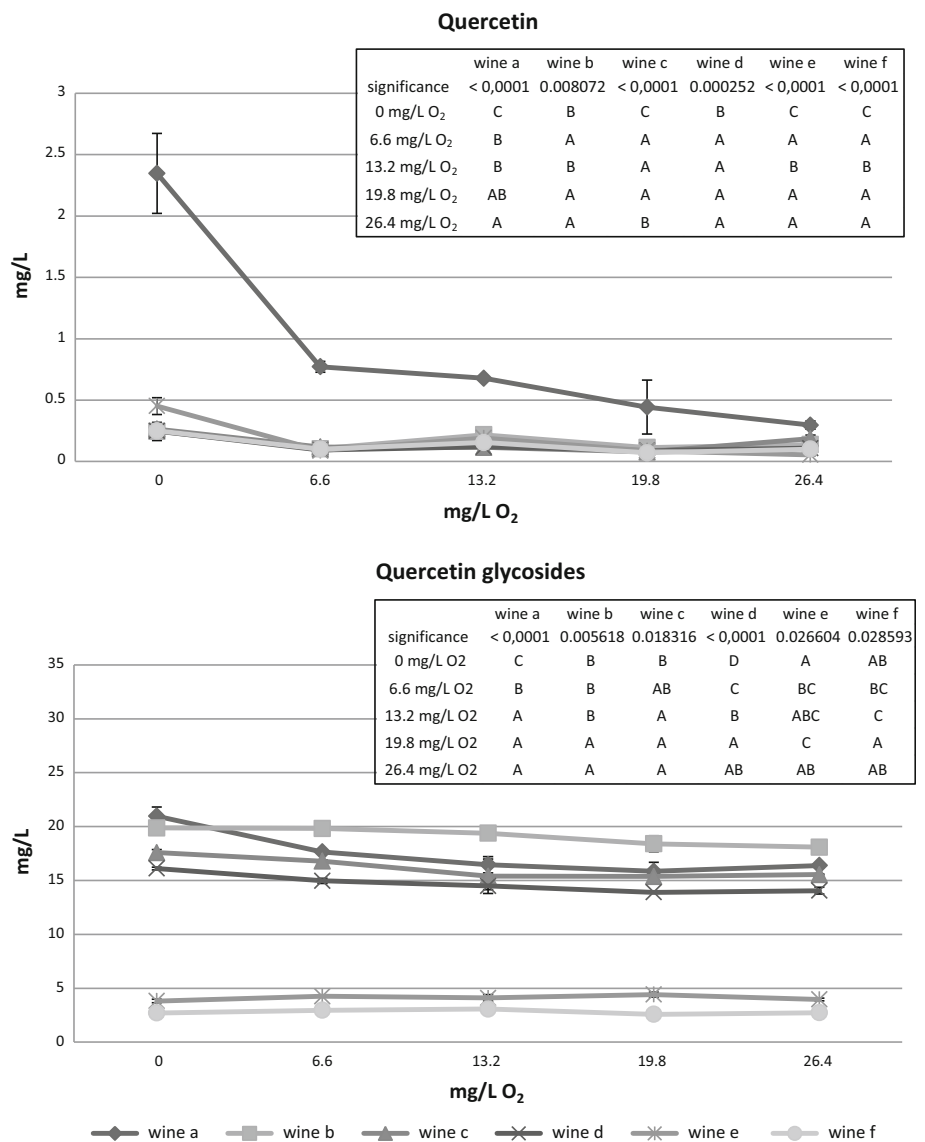 Quercetin
wine a wine b wine c wine d wine e wine f
significance < 0,0001 0.008072 < 0,0001 0.000252 < 0,0001 < 0,0001
0 mg/L O2 C B C B C C
6.6 mg/L O2 B A A A A A
13.2 mg/L O2 B B A A B B
19.8 mg/L O2 AB A A A A A
26.4 mg/L O2 A A B A A A
3
2.5
2
1.5
1
0.5
0
mg/L
0 6.6 13.2 19.8 26.4
mg/L O2
Quercetin glycosides
wine a wine b wine c wine d wine e wine f
significance < 0,0001 0.005618 0.018316 < 0,0001 0.026604 0.028593
0 mg/L O2 C B B D A AB
6.6 mg/L O2 B B AB C BC BC
13.2 mg/L O2 A B A B ABC C
19.8 mg/L O2 A A A A C A
26.4 mg/L O2 A A A AB AB AB
35
30
25
20
15
10
5
0
mg/L
0 6.6 13.2 19.8 26.4
mg/L O2
wine a wine b wine c wine d wine e wine f